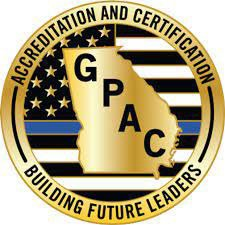 ACCREDITATION AND CERTIFICATION
GPAC
BUILDING FUTURE LEADERS